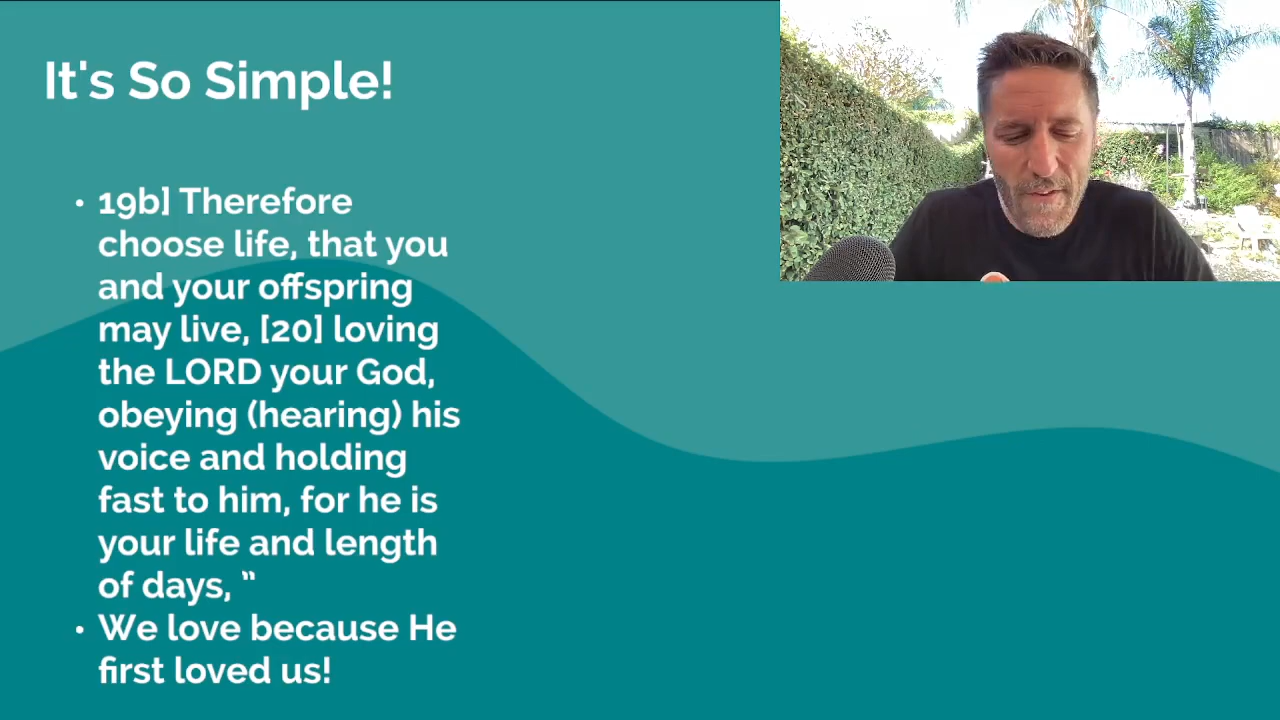 It's So Simple!
• 19b] Therefore
choose life, that you
and your offspring
may live, [20] loving
the LORD your God,
obeying (hearing) his
voice and holding
fast to him, for he is
your life and length
of days, ”
• We love because He
first loved us!